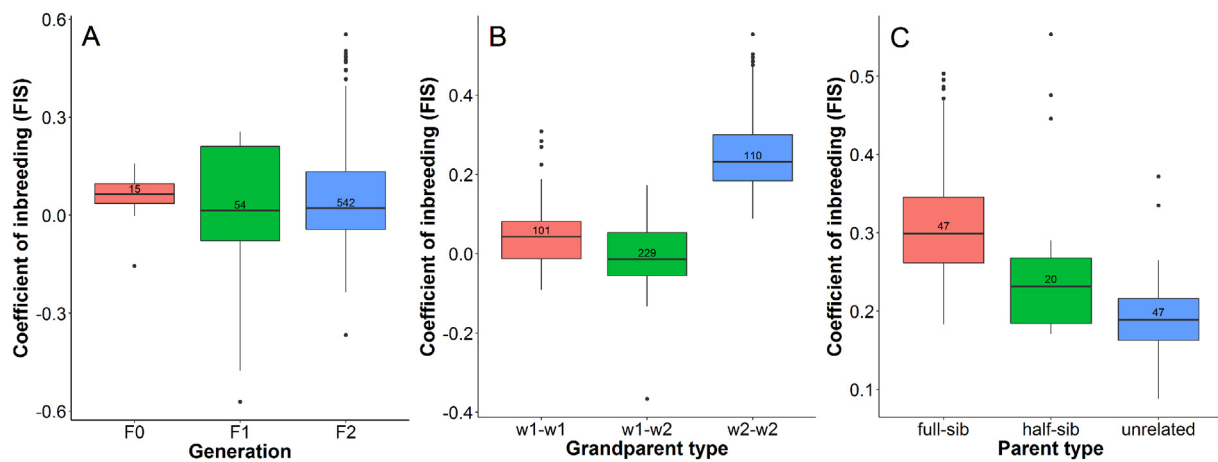 A
Coefficient of inbreeding (FIS)
0.6
0.3
0.0
-0.3
-0.6
15
54
542
F0
F1
F2
Generation
B
Coefficient of inbreeding (FIS)
0.4
0.2
0.0
-0.2
-0.4
101
229
110
w1-w1
w1-w2
w2-w2
Grandparent type
C
Coefficient of inbreeding (FIS)
0.5
0.4
0.3
0.2
0.1
47
20
47
full-sib
half-sib
unrelated
Parent type